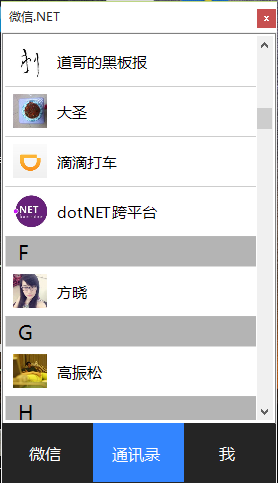 微信.NET
x
道哥的黑板报
大圣
滴滴打车
.NET
dotNET跨平台
F
方晓
G
高振松
H
微信 通讯录 我